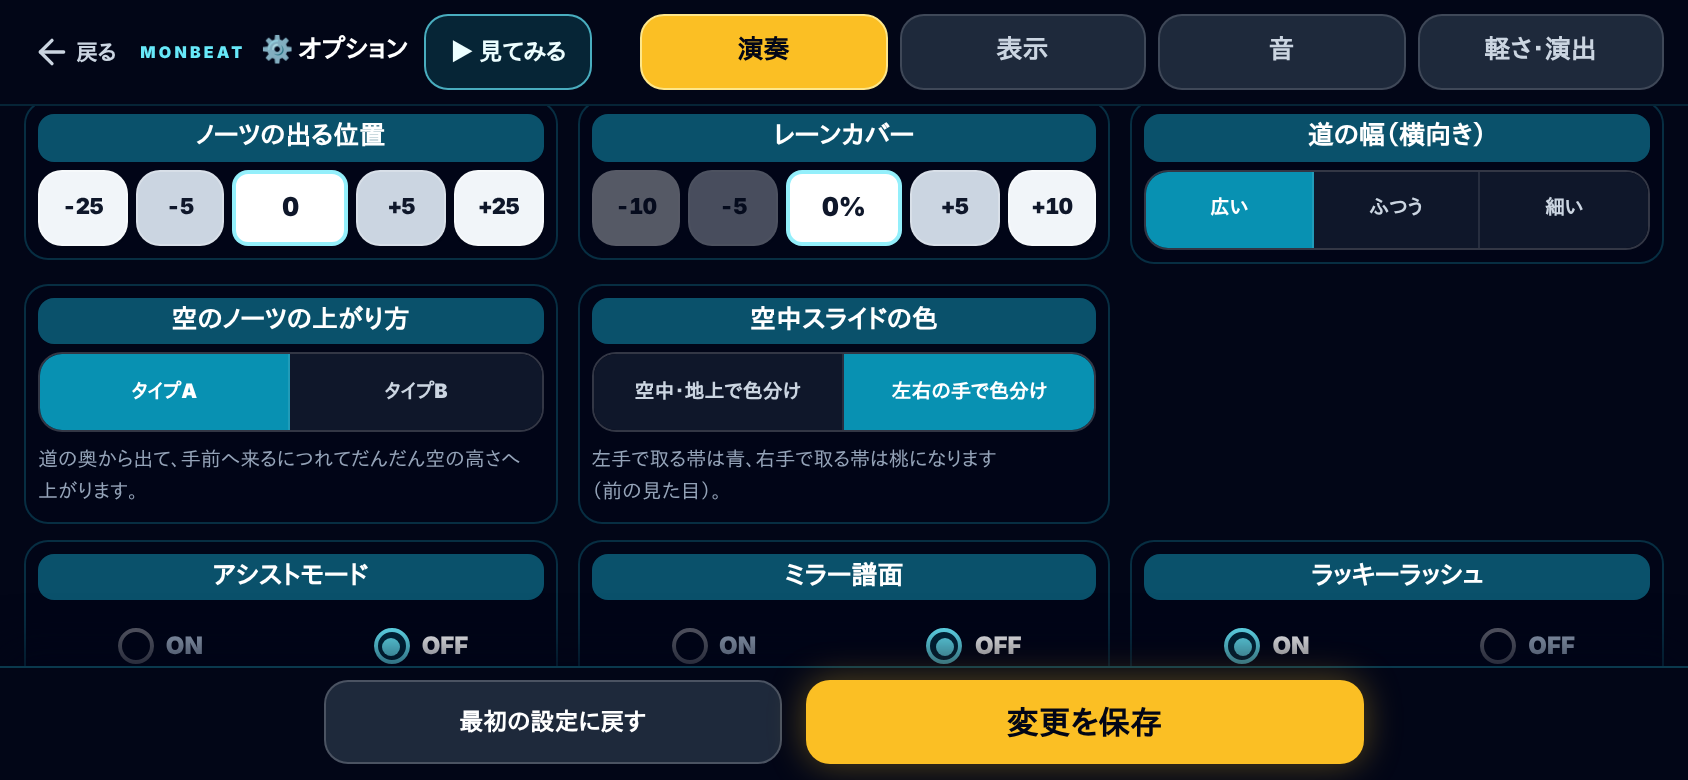 戻る MONBEAT ⚙️ オプション ▶ 見てみる 演奏 表示 音 軽さ・演出
ノーツの出る位置
-25 -5 0 +5 +25
レーンカバー
-10 -5 0% +5 +10
道の幅（横向き）
広い ふつう 細い
空のノーツの上がり方
タイプA タイプB
道の奥から出て、手前へ来るにつれてだんだん空の高さへ
上がります。
空中スライドの色
空中・地上で色分け 左右の手で色分け
左手で取る帯は青、右手で取る帯は桃になります
（前の見た目）。
アシストモード
ON OFF
ミラー譜面
ON OFF
ラッキーラッシュ
ON OFF
最初の設定に戻す 変更を保存